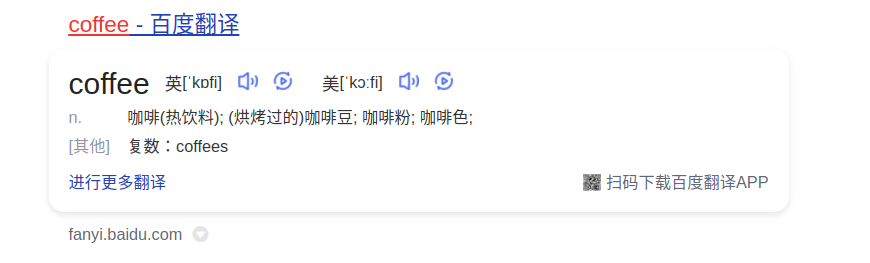 coffee - 百度翻译
coffee 英[ˈkɒfi] 美[ˈkɔːfi]
n. 咖啡(热饮料); (烘烤过的)咖啡豆; 咖啡粉; 咖啡色;
[其他] 复数：coffees
进行更多翻译 扫码下载百度翻译APP
fanyi.baidu.com